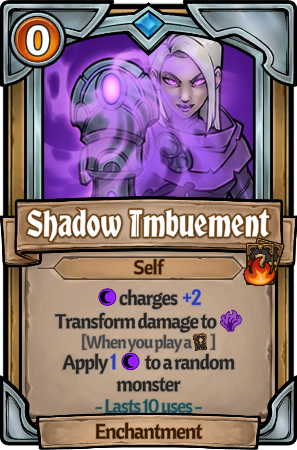 0
Shadow Imbuement
Self
charges +2
Transform damage to
[When you play a ]
Apply 1 to a random
monster
- Lasts 10 uses -
Enchantment